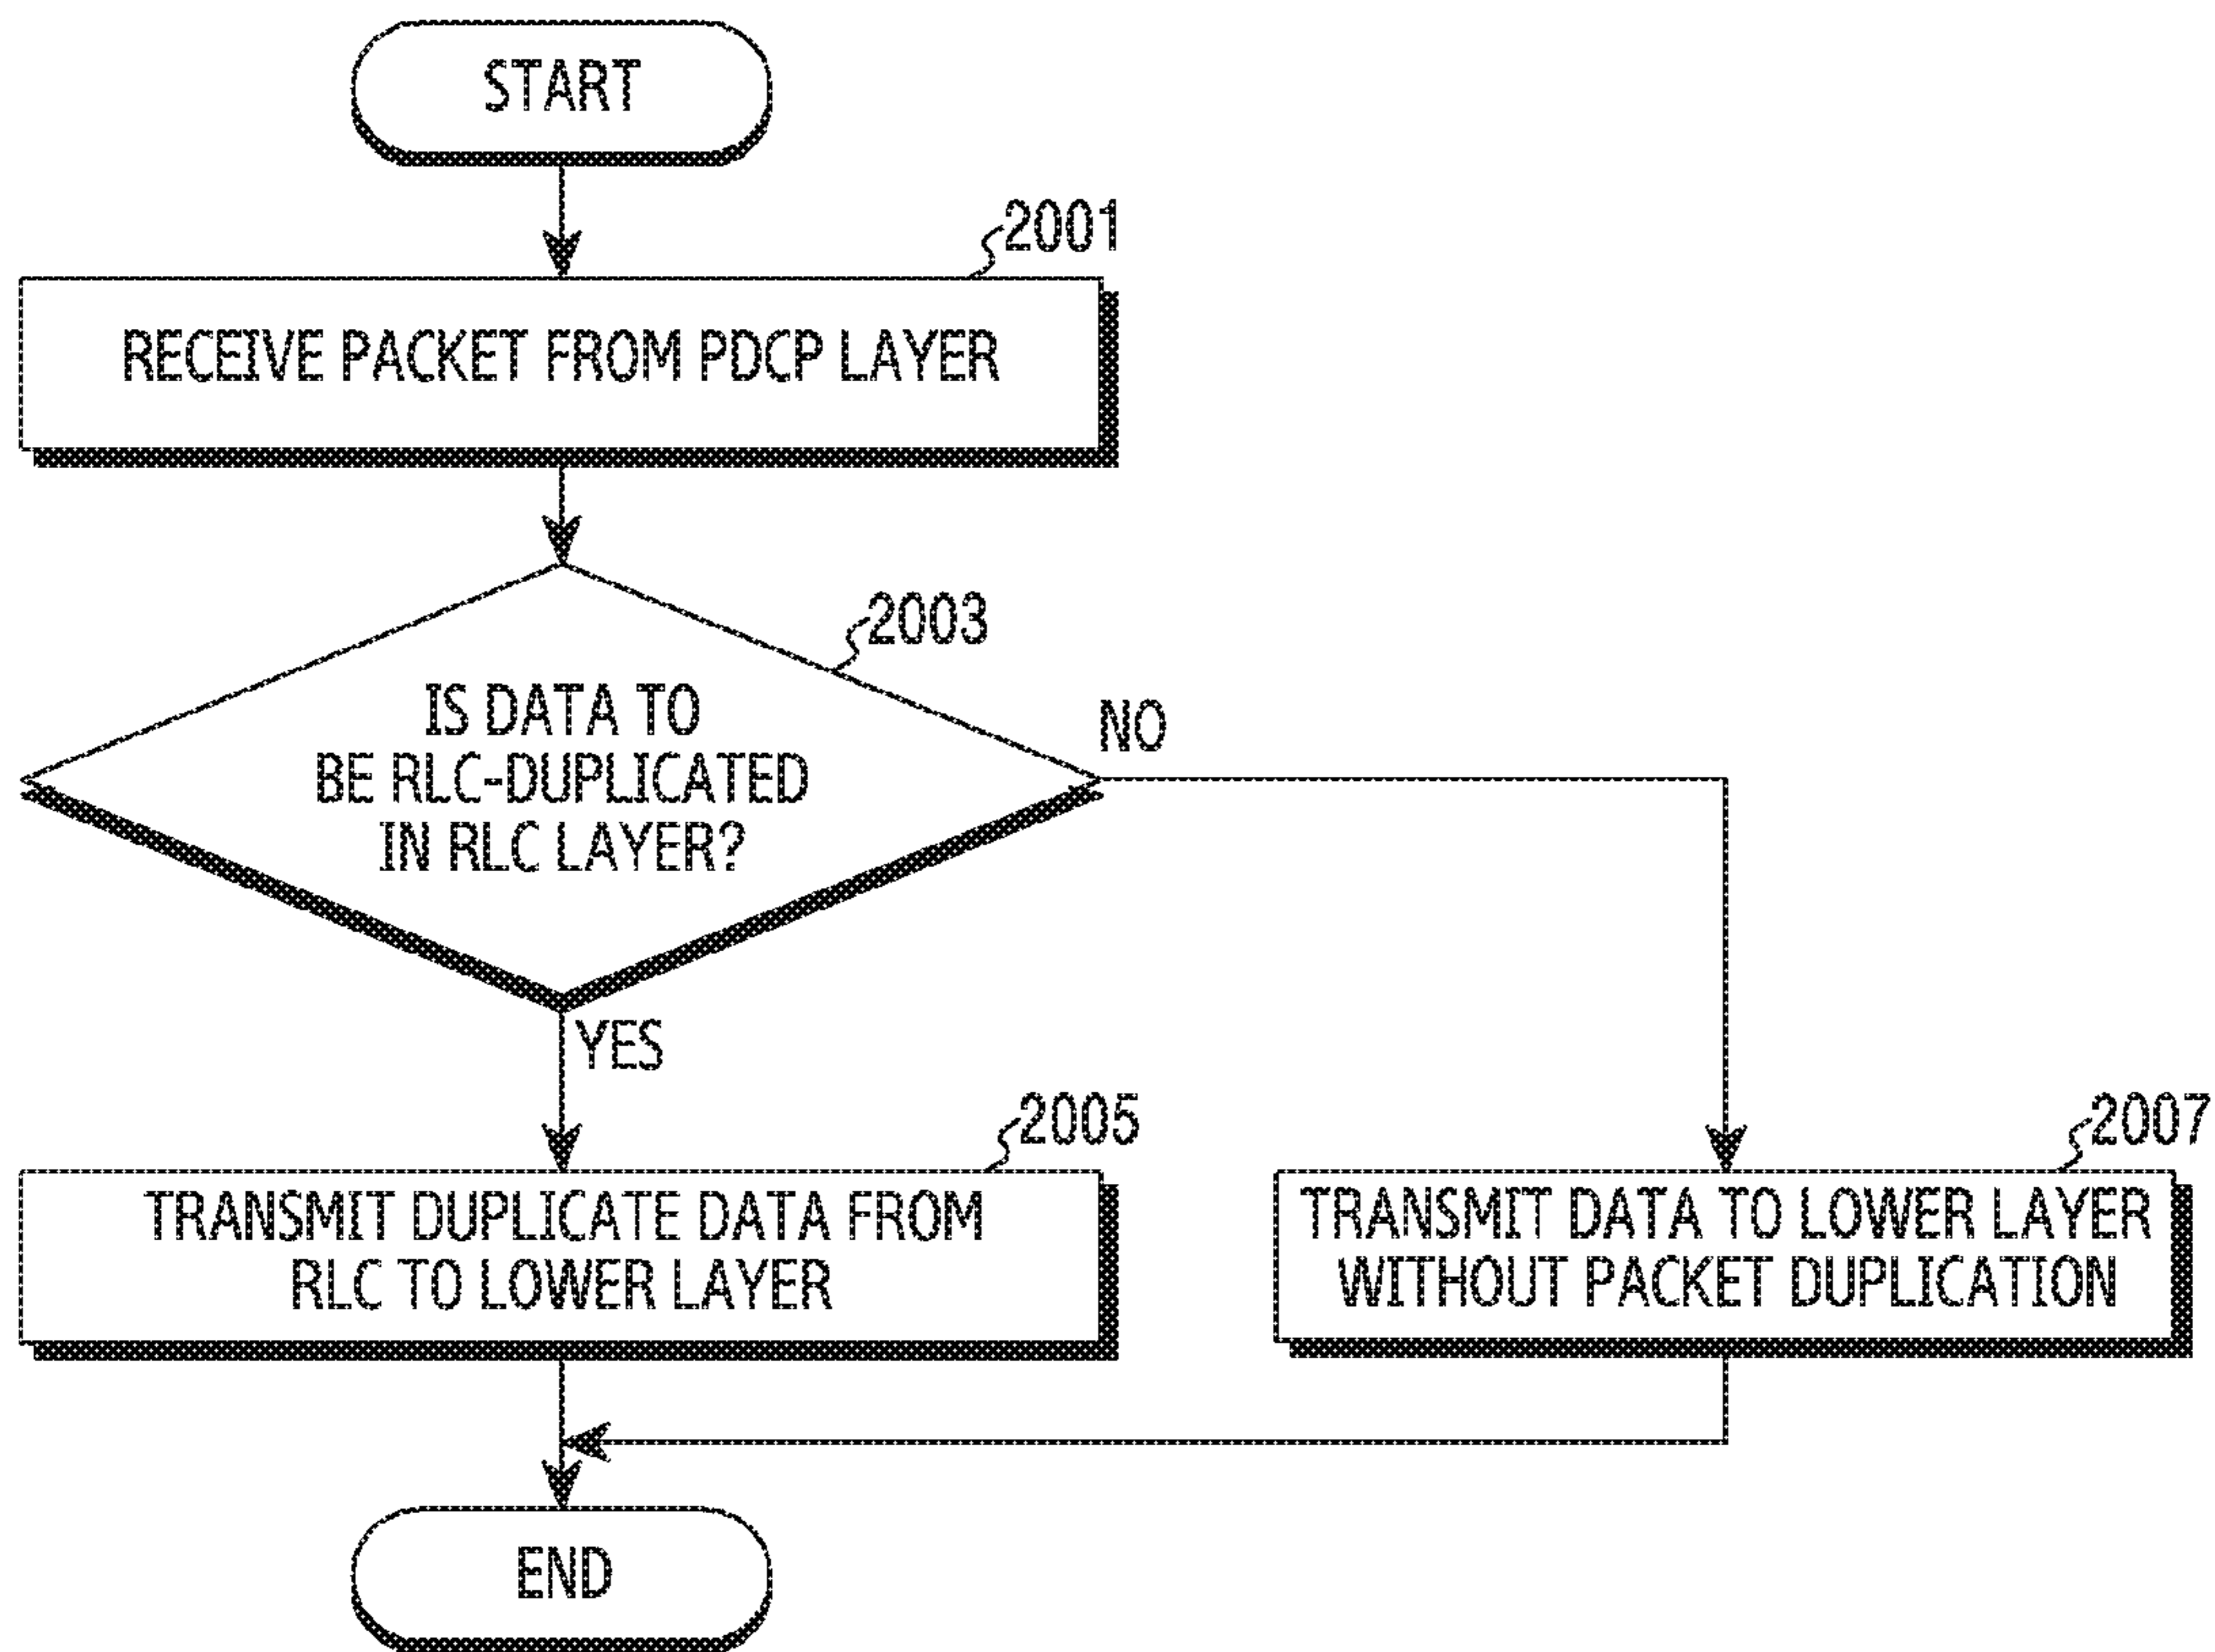 START
2001
RECEIVE PACKET FROM PDCP LAYER
2003
IS DATA TO
BE RLC-DUPLICATED
IN RLC LAYER?
NO
YES
2005
TRANSMIT DUPLICATE DATA FROM
RLC TO LOWER LAYER
2007
TRANSMIT DATA TO LOWER LAYER
WITHOUT PACKET DUPLICATION
END